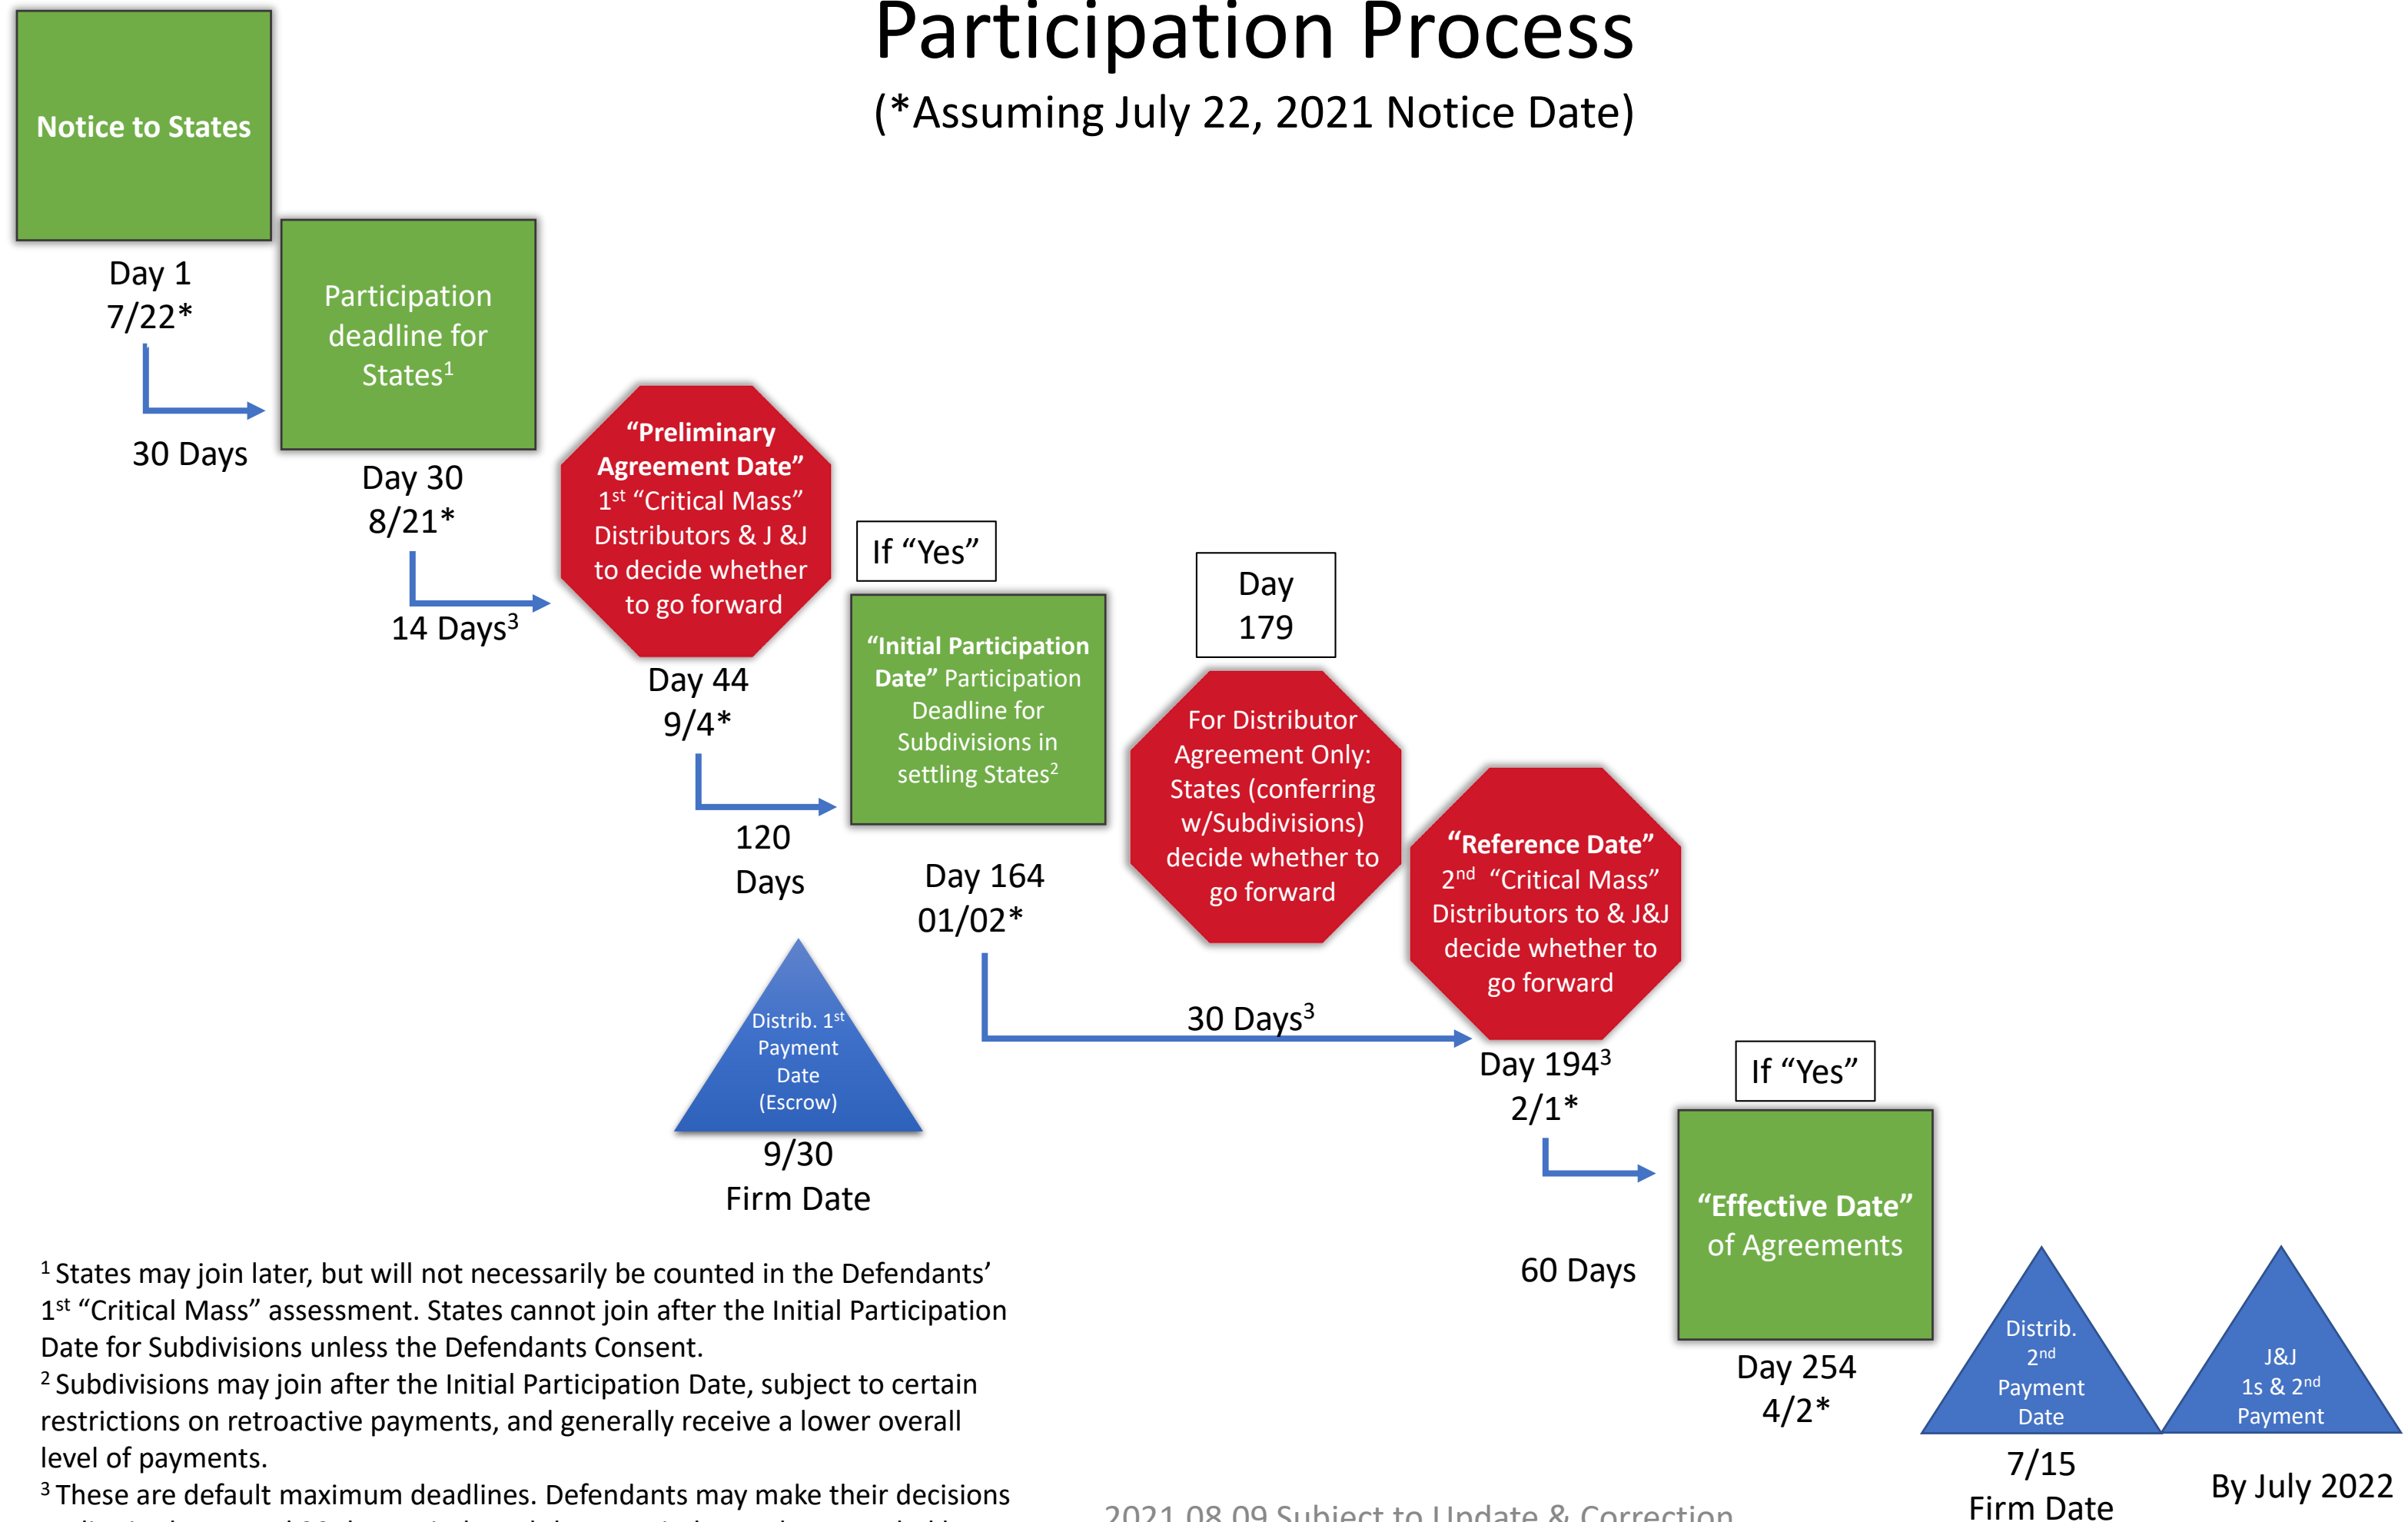 Participation Process
(*Assuming July 22, 2021 Notice Date)
Notice to States
Day 1
7/22*
30 Days
Participation
deadline for
States1
Day 30
8/21*
14 Days3
“Preliminary
Agreement Date”
1st “Critical Mass”
Distributors & J &J
to decide whether
to go forward
Day 44
9/4*
120
Days
If “Yes”
“Initial Participation
Date” Participation
Deadline for
Subdivisions in
settling States2
Day 164
01/02*
30 Days3
Distrib. 1st
Payment
Date
(Escrow)
9/30
Firm Date
Day
179
For Distributor
Agreement Only:
States (conferring
w/Subdivisions)
decide whether to
go forward
“Reference Date”
2nd “Critical Mass”
Distributors to & J&J
decide whether to
go forward
Day 1943
2/1*
60 Days
If “Yes”
“Effective Date”
of Agreements
Day 254
4/2*
Distrib.
2nd
Payment
Date
7/15
Firm Date
J&J
1s & 2nd
Payment
By July 2022
1 States may join later, but will not necessarily be counted in the Defendants’
1st “Critical Mass” assessment. States cannot join after the Initial Participation
Date for Subdivisions unless the Defendants Consent.
2 Subdivisions may join after the Initial Participation Date, subject to certain
restrictions on retroactive payments, and generally receive a lower overall
level of payments.
3 These are default maximum deadlines. Defendants may make their decisions
2021.08.09 Subject to Update & Correction